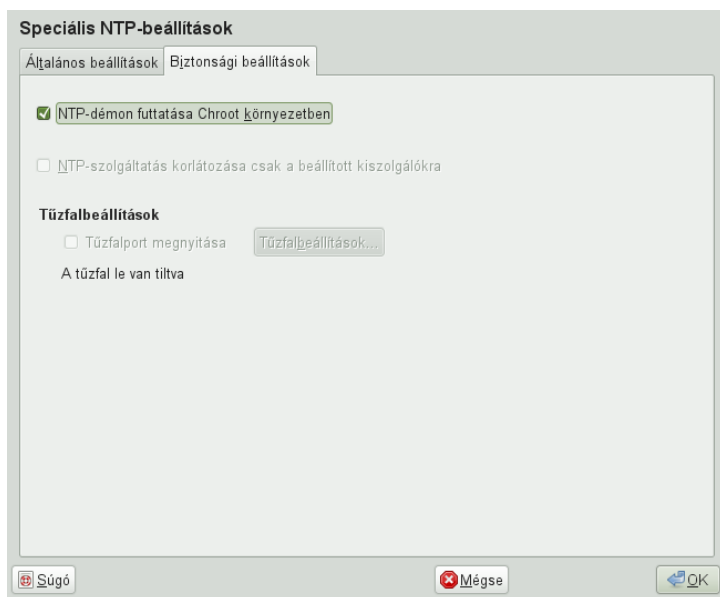 Speciális NTP-beállítások
Általános beállítások Biztonsági beállítások
NTP-démon futtatása Chroot környezetben
NTP-szolgáltatás korlátozása csak a beállított kiszolgálókra
Tűzfalbeállítások
Tűzfalport megnyitása Tűzfalbeállítások...
A tűzfal le van tiltva
Súgó Mégse OK